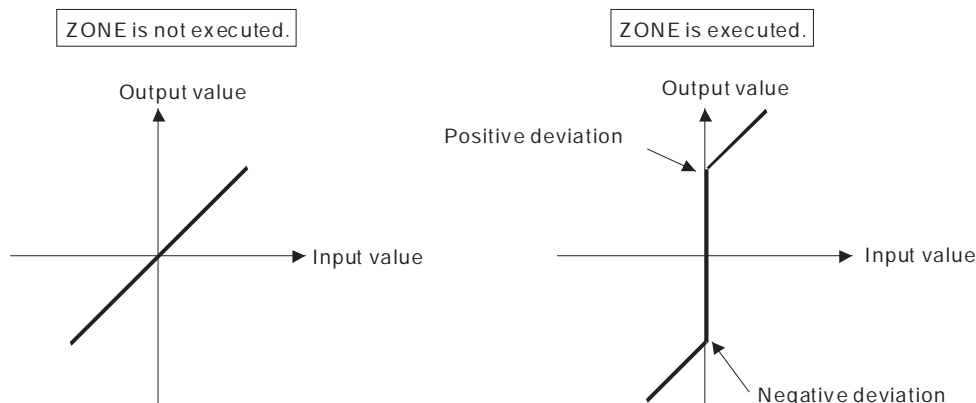 ZONE is not executed.
Output value
Input value
ZONE is executed.
Output value
Positive deviation
Input value
Negative deviation